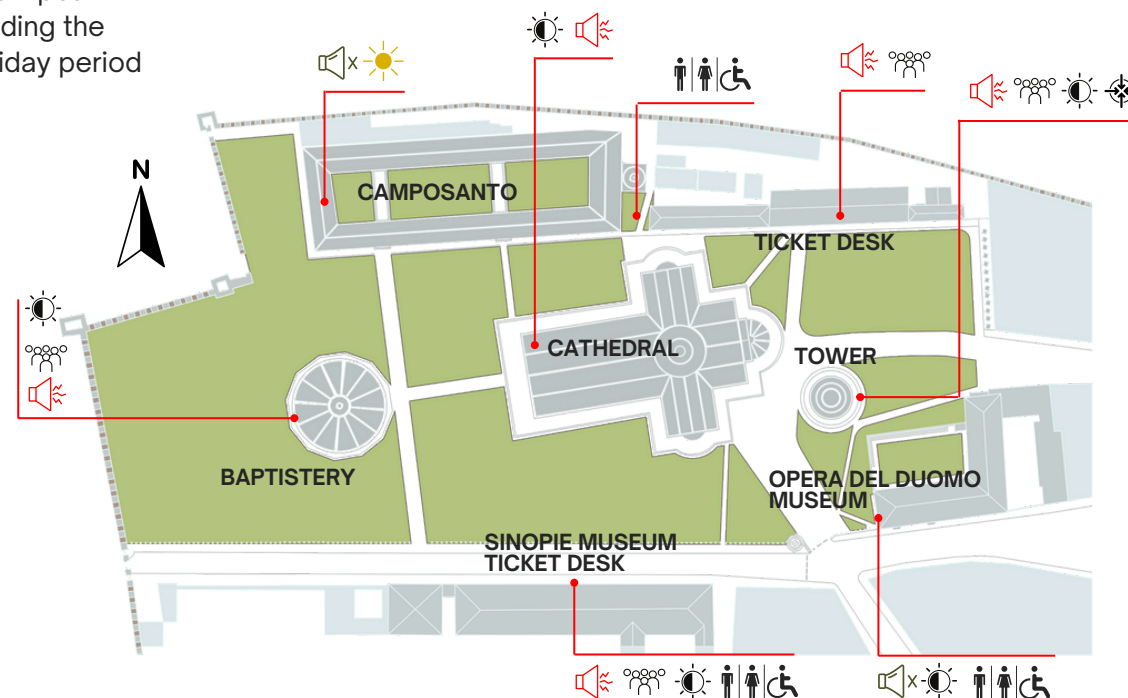 ding the
iday period
N
CAMPOSANTO
TICKET DESK
CATHEDRAL
TOWER
BAPTISTERY
OPERA DEL DUOMO
MUSEUM
SINOPIE MUSEUM
TICKET DESK